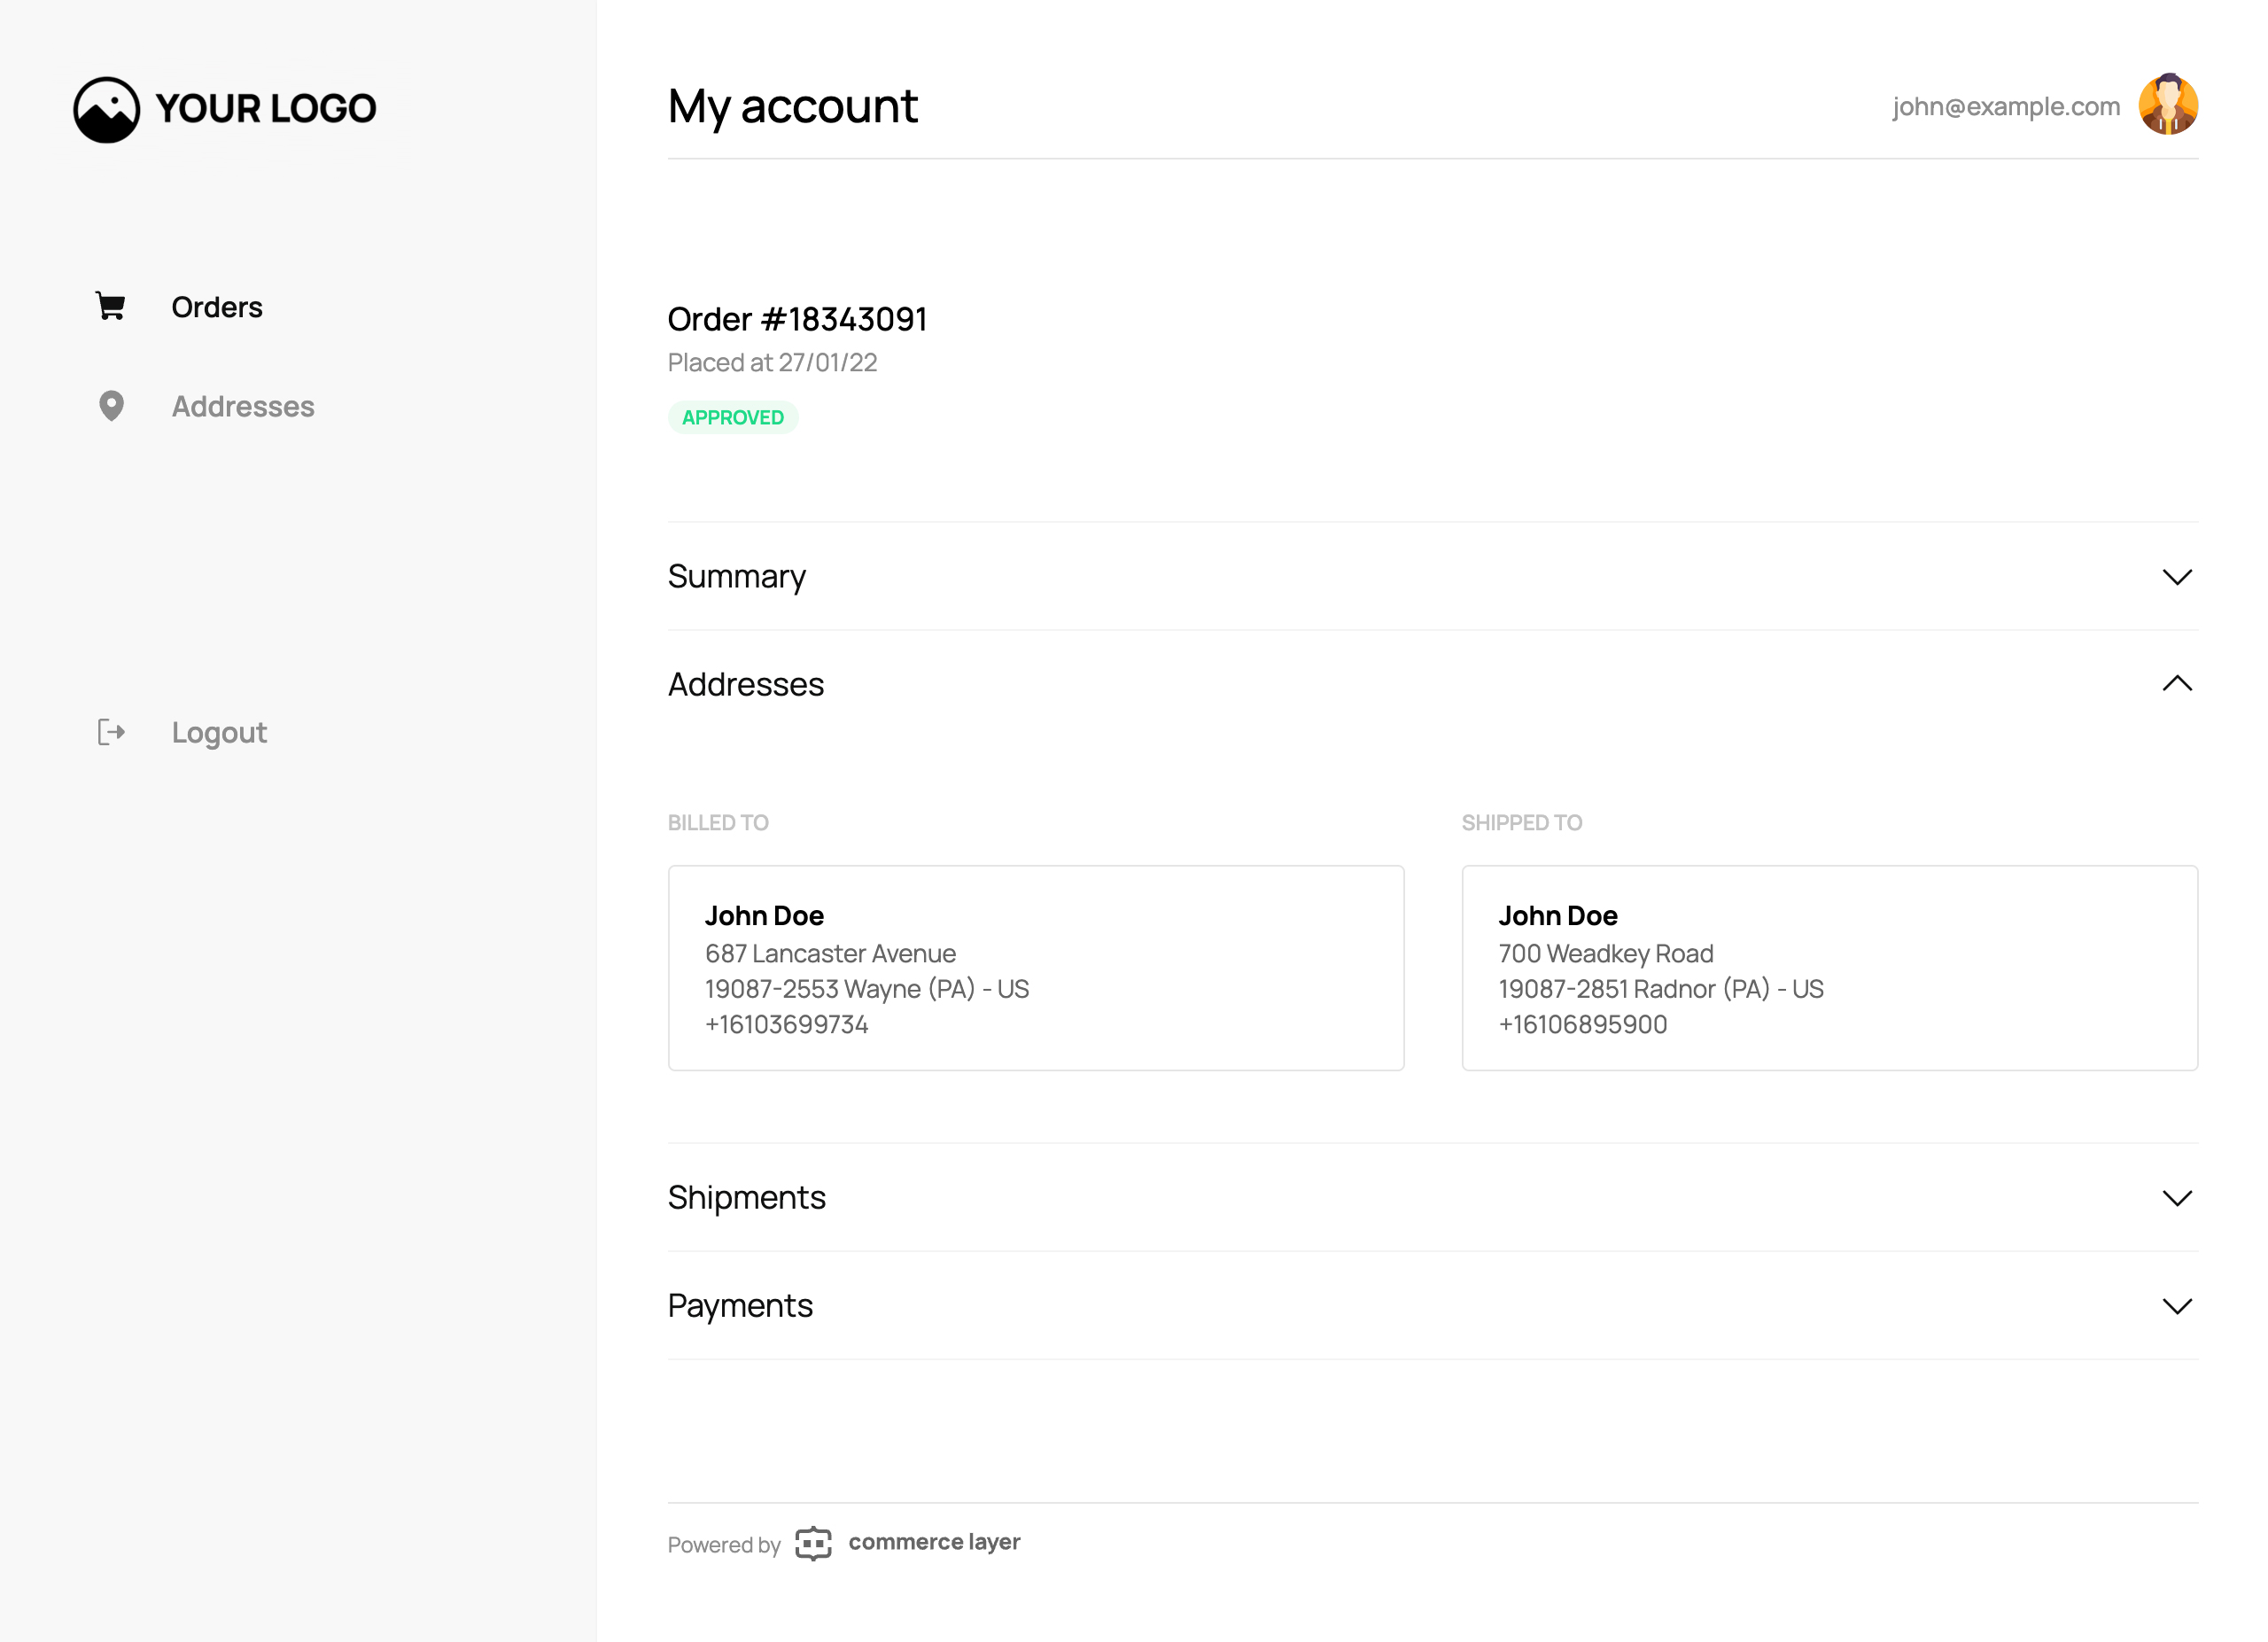 YOUR LOGO
Orders
Addresses
Logout
My account
john@example.com
Order #18343091
Placed at 27/01/22
APPROVED
Summary
Addresses
BILLED TO
John Doe
687 Lancaster Avenue
19087-2553 Wayne (PA) - US
+16103699734
SHIPPED TO
John Doe
700 Weadkey Road
19087-2851 Radnor (PA) - US
+16106895900
Shipments
Payments
Powered by commerce layer